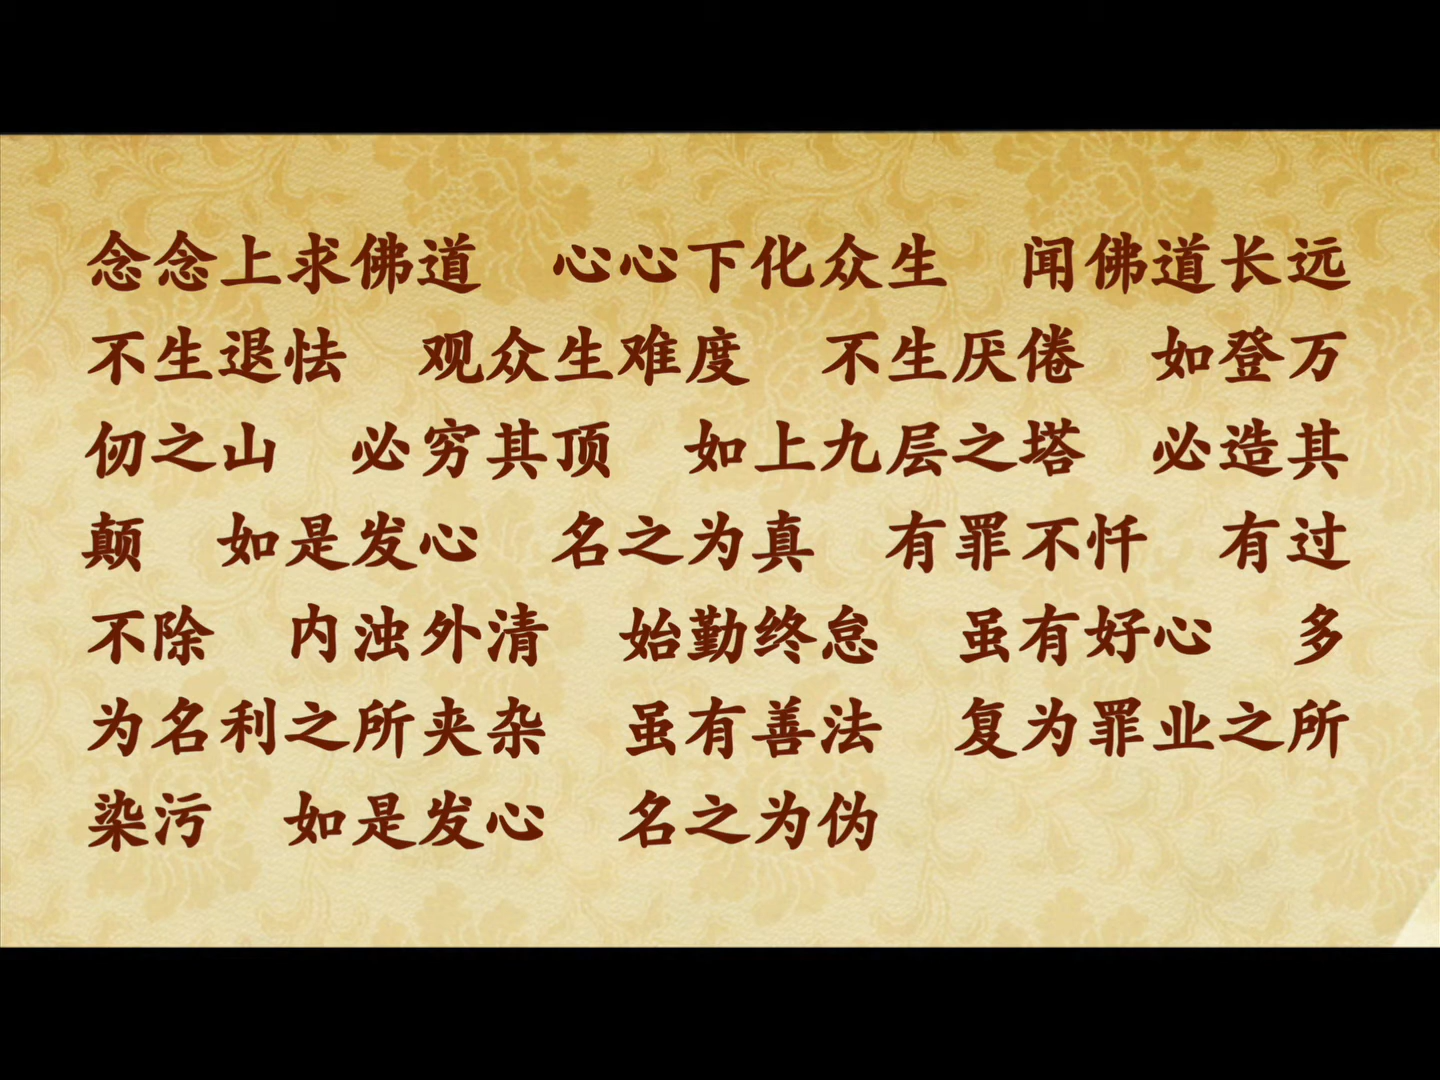 念念上求佛道　心心下化众生　闻佛道长远
不生退怯　观众生难度　不生厌倦　如登万
仞之山　必穷其顶　如上九层之塔　必造其
颠　如是发心　名之为真　有罪不忏　有过
不除　内浊外清　始勤终怠　虽有好心　多
为名利之所夹杂　虽有善法　复为罪业之所
染污　如是发心　名之为伪